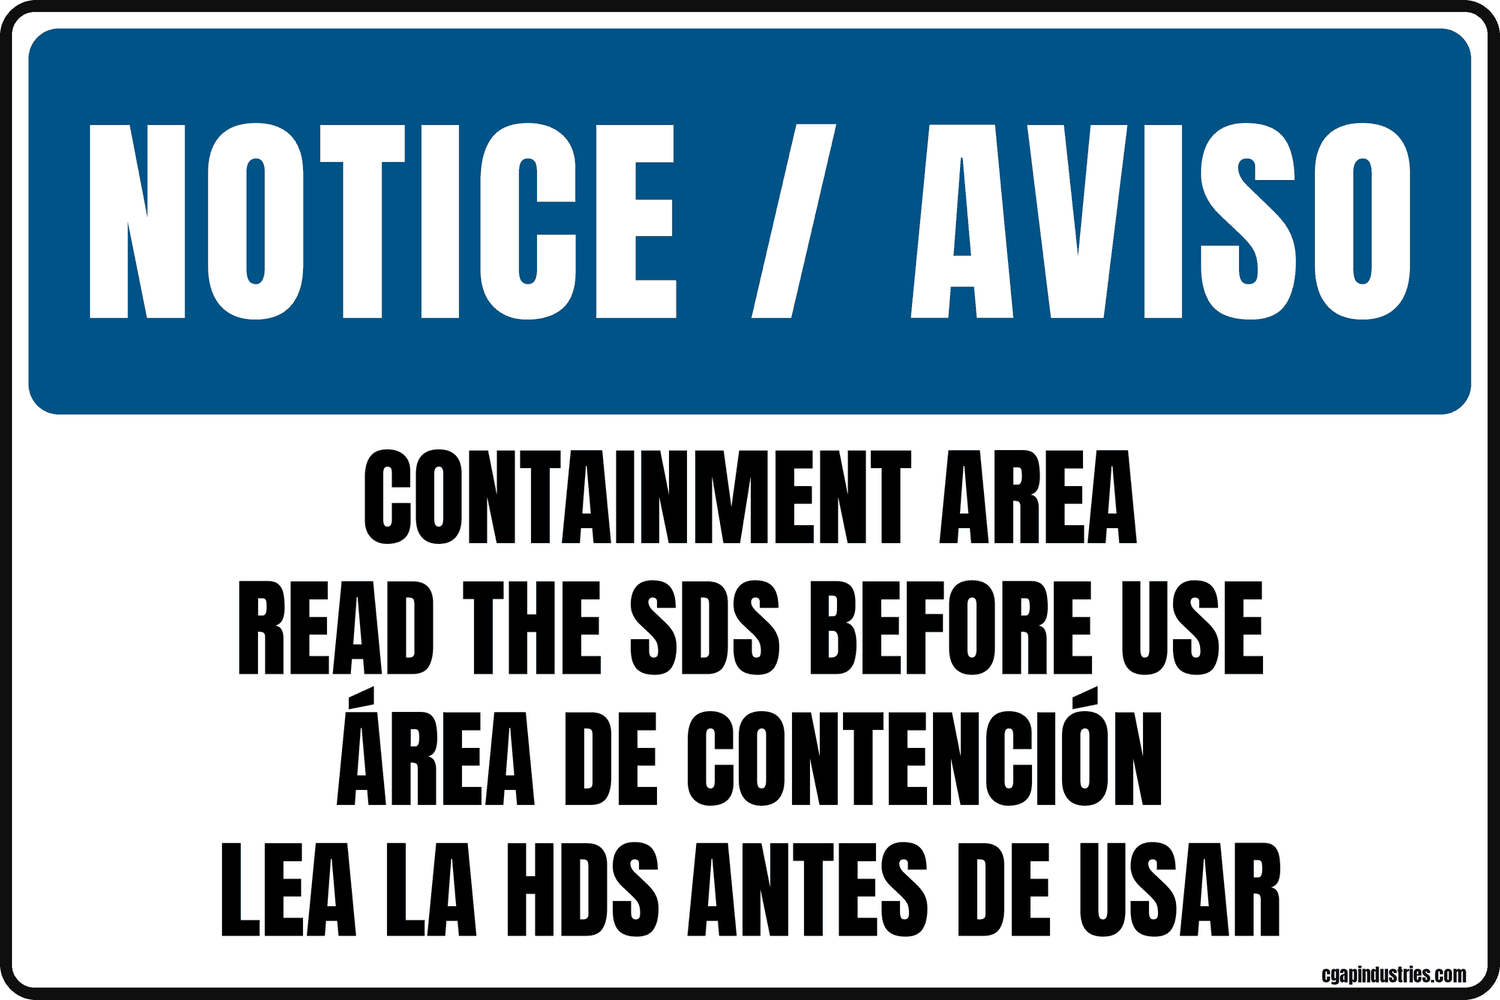 NOTICE / AVISO
CONTAINMENT AREA
READ THE SDS BEFORE USE
ÁREA DE CONTENCIÓN
LEA LA HDS ANTES DE USAR
cgapindustries.com